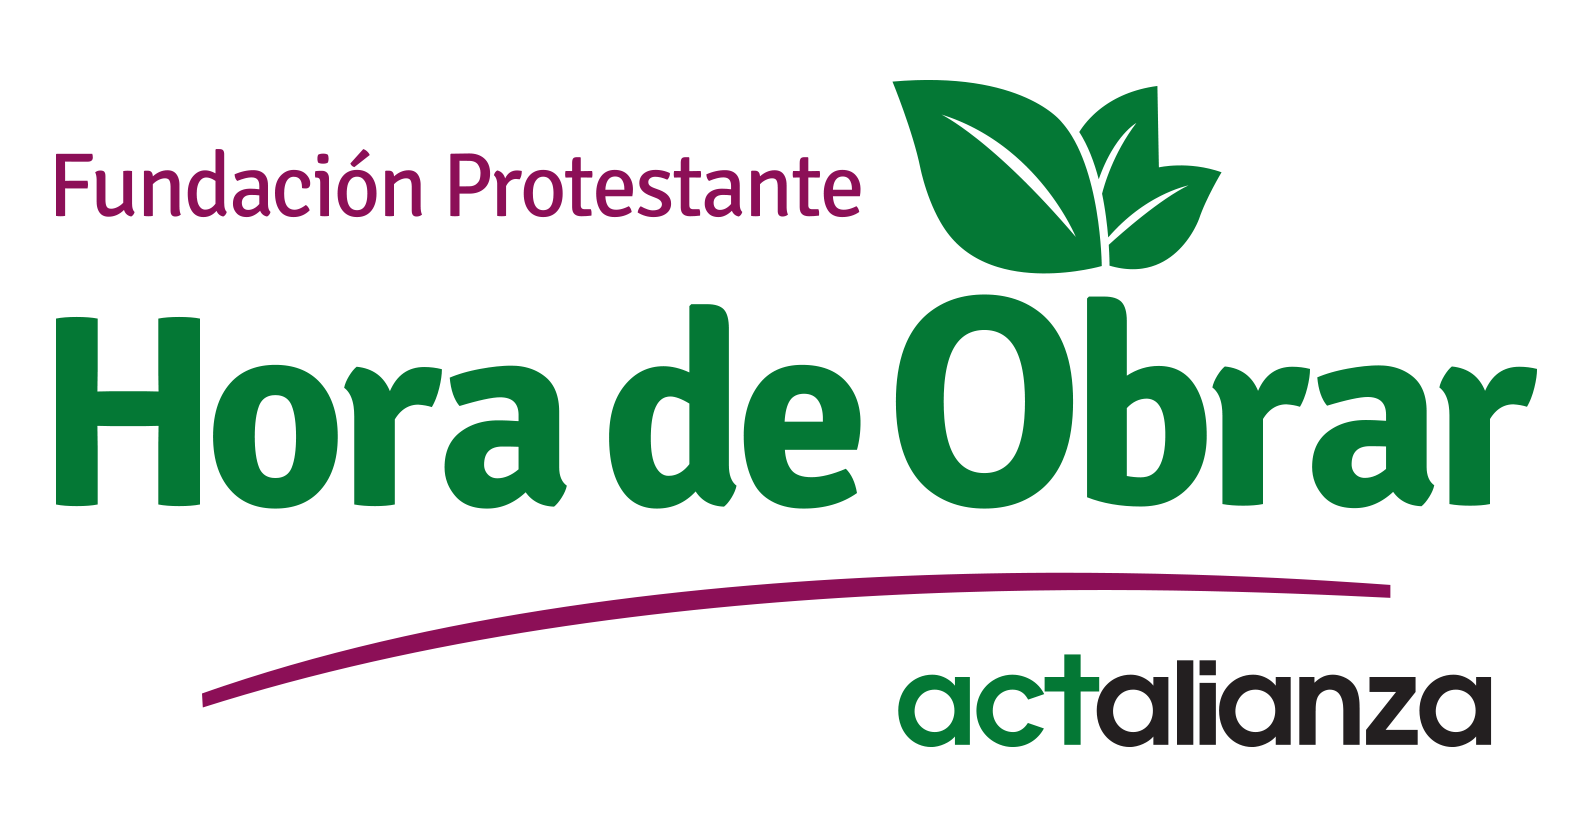 Fundación Protestante
Hora de Obrar
actalianza